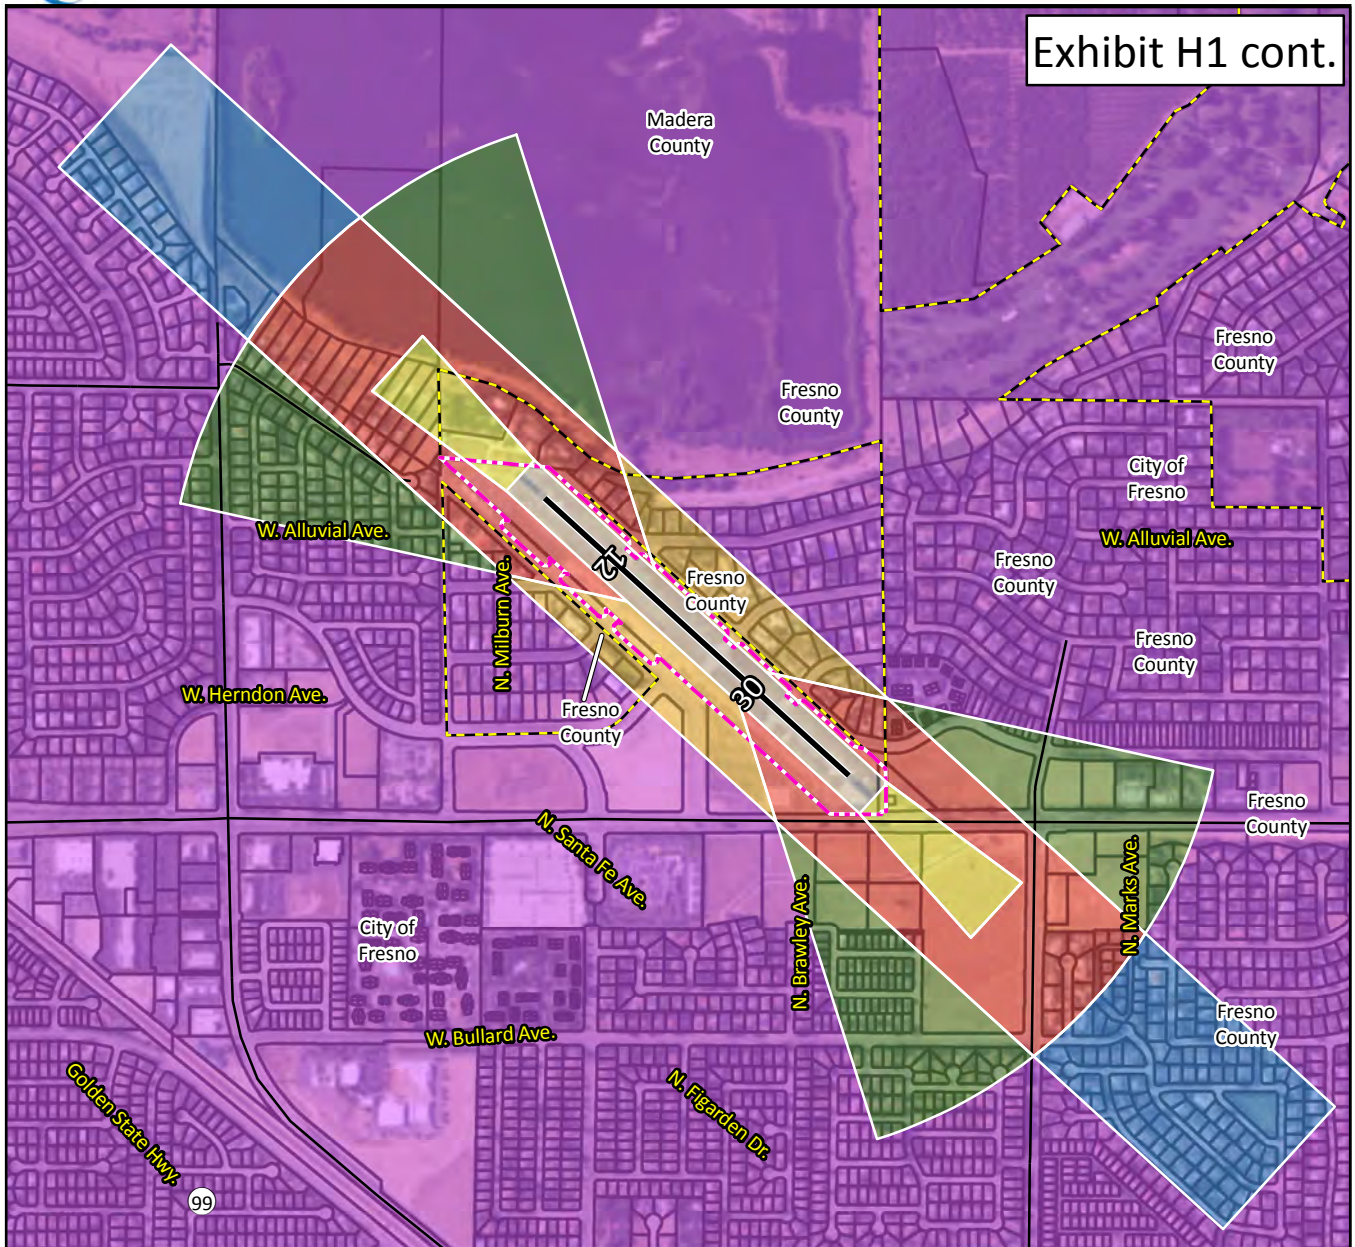 Exhibit H1 cont.
Madera
County
Fresno
County
Fresno
County
City of
Fresno
W. Alluvial Ave.
W. Alluvial Ave.
Fresno
County
12
Fresno
County
N. Milburn Ave.
Fresno
County
W. Herndon Ave.
30
Fresno
County
Fresno
County
N. Santa Fe Ave.
N. Marks Ave.
N. Brawley Ave.
City of
Fresno
Fresno
County
W. Bullard Ave.
Golden State Hwy.
N. Figarden Dr.
99